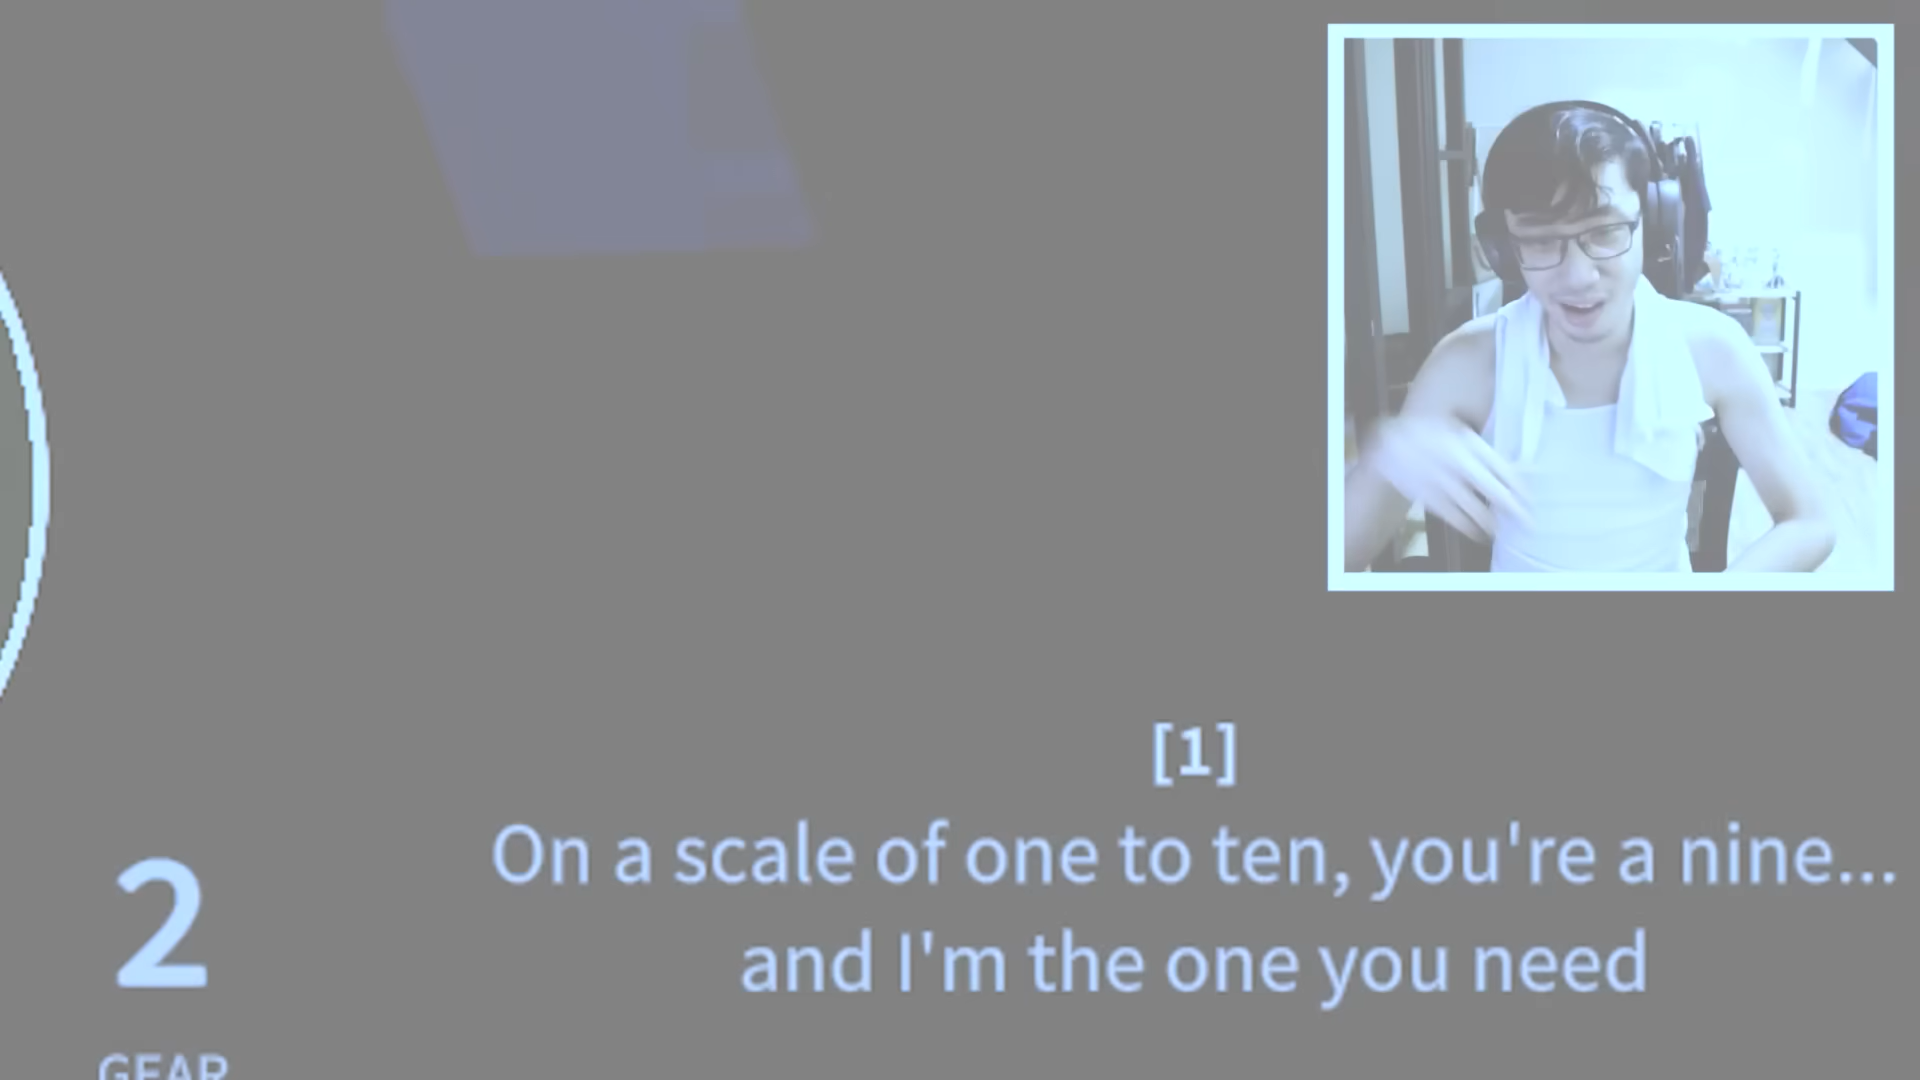 [1]
On a scale of one to ten, you're a nine...
and I'm the one you need
2
GEAR